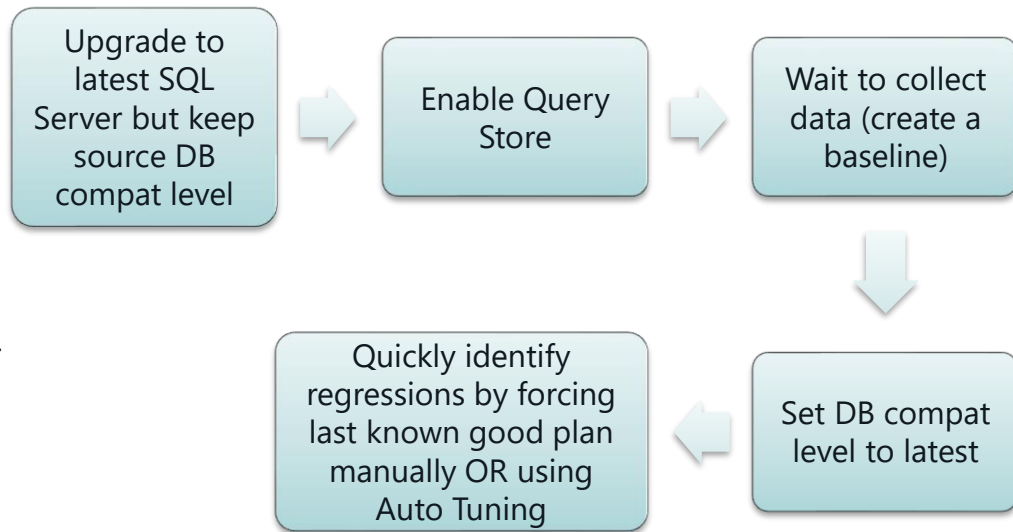 Upgrade to
latest SQL
Server but keep
source DB
compat level
Enable Query
Store
Wait to collect
data (create a
baseline)
Set DB compat
level to latest
Quickly identify
regressions by forcing
last known good plan
manually OR using
Auto Tuning
.